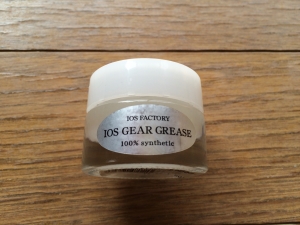 IOS FACTORY
IOS GEAR GREASE
100% synthetic